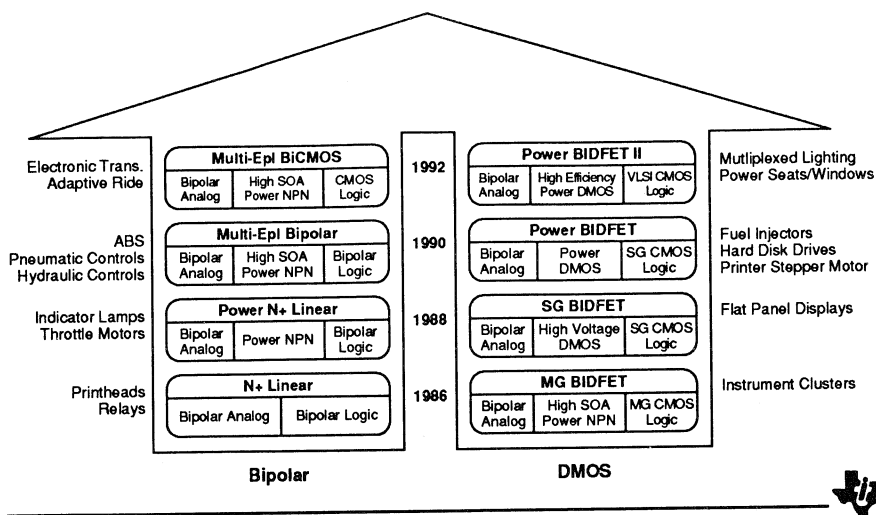 Electronic Trans.
Adaptive Ride
Multi-Epl BiCMOS
Bipolar Analog
High SOA Power NPN
CMOS Logic
1992
Power BIDFET II
Bipolar Analog
High Efficiency Power DMOS
VLSI CMOS Logic
Mutliplexed Lighting
Power Seats/Windows
ABS
Pneumatic Controls
Hydraulic Controls
Multi-Epl Bipolar
Bipolar Analog
High SOA Power NPN
Bipolar Logic
1990
Power BIDFET
Bipolar Analog
Power DMOS
SG CMOS Logic
Fuel Injectors
Hard Disk Drives
Printer Stepper Motor
Indicator Lamps
Throttle Motors
Power N+ Linear
Bipolar Analog
Power NPN
Bipolar Logic
1988
SG BIDFET
Bipolar Analog
High Voltage DMOS
SG CMOS Logic
Flat Panel Displays
Printheads
Relays
N+ Linear
Bipolar Analog
Bipolar Logic
1986
MG BIDFET
Bipolar Analog
High SOA Power NPN
MG CMOS Logic
Instrument Clusters
Bipolar
DMOS